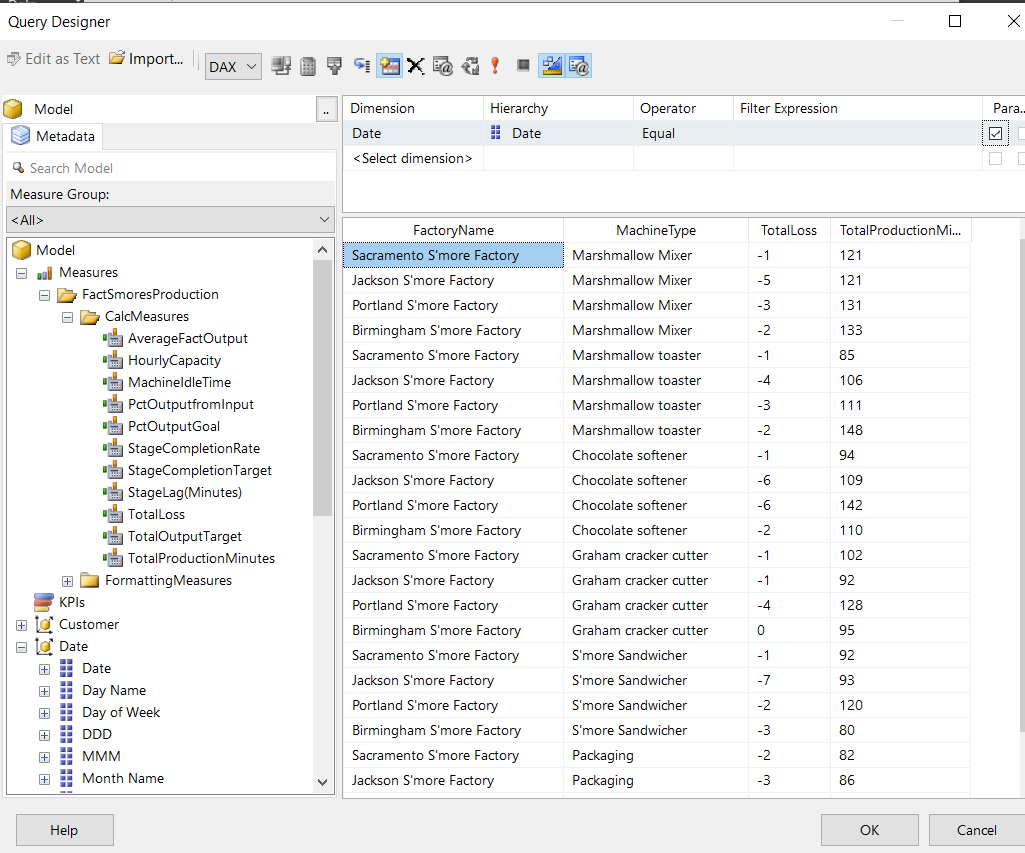 Query Designer
Edit as Text Import... DAX
Model ..
Metadata
Search Model
Measure Group:
<All>
Model
Measures
FactSmoresProduction
CalcMeasures
AverageFactOutput
HourlyCapacity
MachineIdleTime
PctOutputfromInput
PctOutputGoal
StageCompletionRate
StageCompletionTarget
StageLag(Minutes)
TotalLoss
TotalOutputTarget
TotalProductionMinutes
FormattingMeasures
KPIs
Customer
Date
Date
Day Name
Day of Week
DDD
MMM
Month Name
Dimension Hierarchy Operator Filter Expression Para...
Date Date Equal
<Select dimension>
FactoryName MachineType TotalLoss TotalProductionMi...
Sacramento S'more Factory Marshmallow Mixer -1 121
Jackson S'more Factory Marshmallow Mixer -5 121
Portland S'more Factory Marshmallow Mixer -3 131
Birmingham S'more Factory Marshmallow Mixer -2 133
Sacramento S'more Factory Marshmallow toaster -1 85
Jackson S'more Factory Marshmallow toaster -4 106
Portland S'more Factory Marshmallow toaster -3 111
Birmingham S'more Factory Marshmallow toaster -2 148
Sacramento S'more Factory Chocolate softener -1 94
Jackson S'more Factory Chocolate softener -6 109
Portland S'more Factory Chocolate softener -6 142
Birmingham S'more Factory Chocolate softener -2 110
Sacramento S'more Factory Graham cracker cutter -1 102
Jackson S'more Factory Graham cracker cutter -1 92
Portland S'more Factory Graham cracker cutter -4 128
Birmingham S'more Factory Graham cracker cutter 0 95
Sacramento S'more Factory S'more Sandwicher -1 92
Jackson S'more Factory S'more Sandwicher -7 93
Portland S'more Factory S'more Sandwicher -2 120
Birmingham S'more Factory S'more Sandwicher -3 80
Sacramento S'more Factory Packaging -2 82
Jackson S'more Factory Packaging -3 86
Help OK Cancel